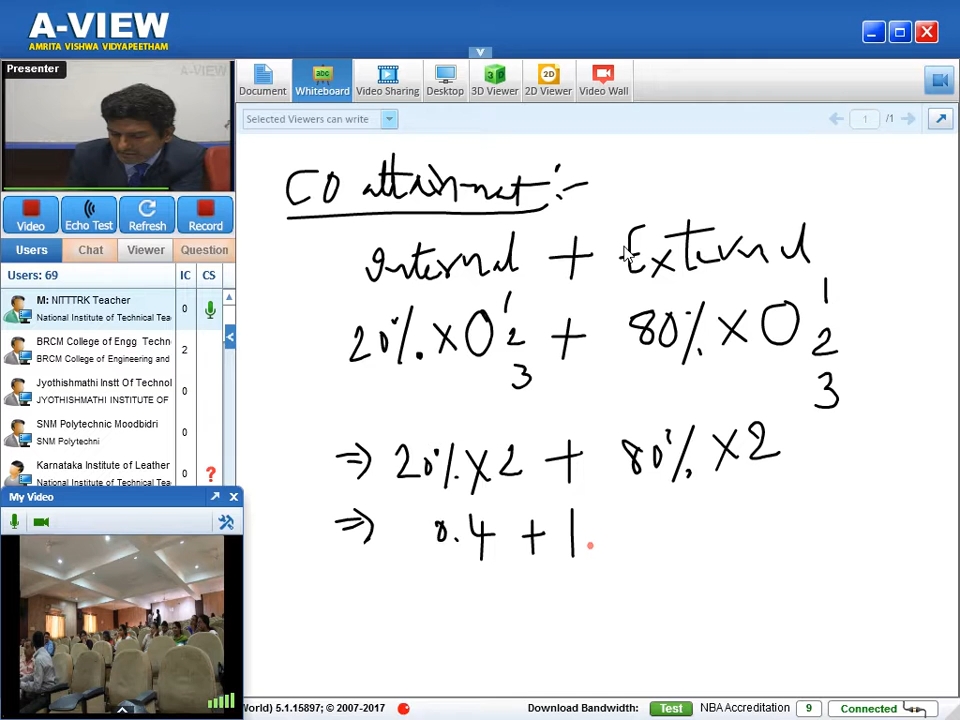 A-VIEW
AMRITA VISHWA VIDYAPEETHAM
Presenter
A-VIEW
Document
Whiteboard
Video Sharing
Desktop
3D Viewer
2D Viewer
Video Wall
Selected Viewers can write
1 /1
Video
Echo Test
Refresh
Record
Users
Chat
Viewer
Question
Users: 69
IC CS
M: NITTTRK Teacher 0
National Institute of Technical Tea
BRCM College of Engg Techn 2
BRCM College of Engineering and
Jyothishmathi Instt Of Technol 0
JYOTHISHMATHI INSTITUTE OF
SNM Polytechnic Moodbidri 0
SNM Polytechni
Karnataka Institute of Leather 0 ?
National Institute of Technical Tea
My Video
CO attainment :-
Internal + External
20% X O 1 2 3 + 80% X O 1 2 3
⇒ 20% X 2 + 80% X 2
⇒ 0.4 + 1.
World) 5.1.15897; © 2007-2017
Download Bandwidth: Test NBA Accreditation 9 Connected